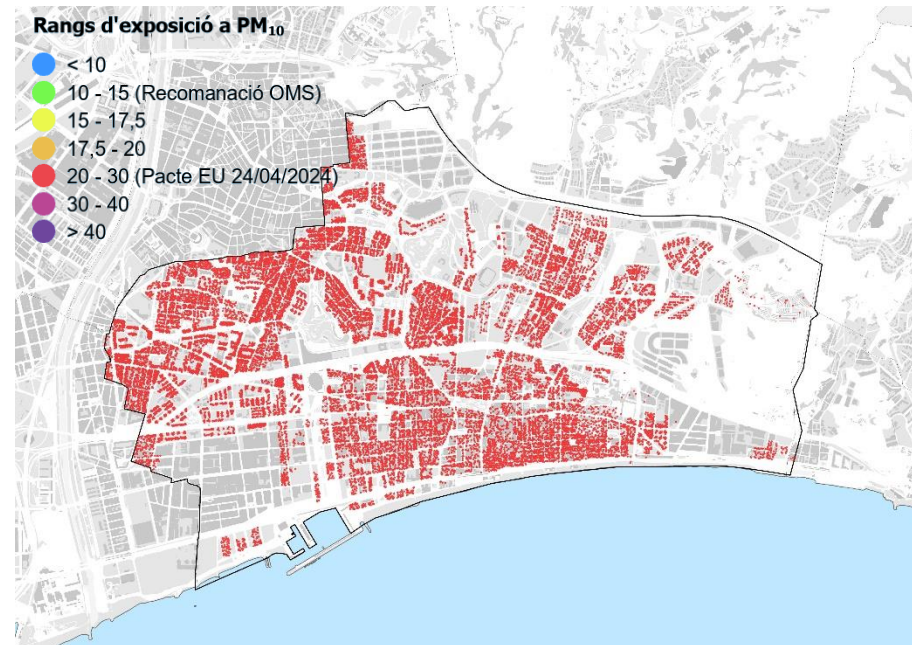 Rangs d'exposició a PM₁₀
< 10
10 - 15 (Recomanació OMS)
15 - 17,5
17,5 - 20
20 - 30 (Pacte EU 24/04/2024)
30 - 40
> 40